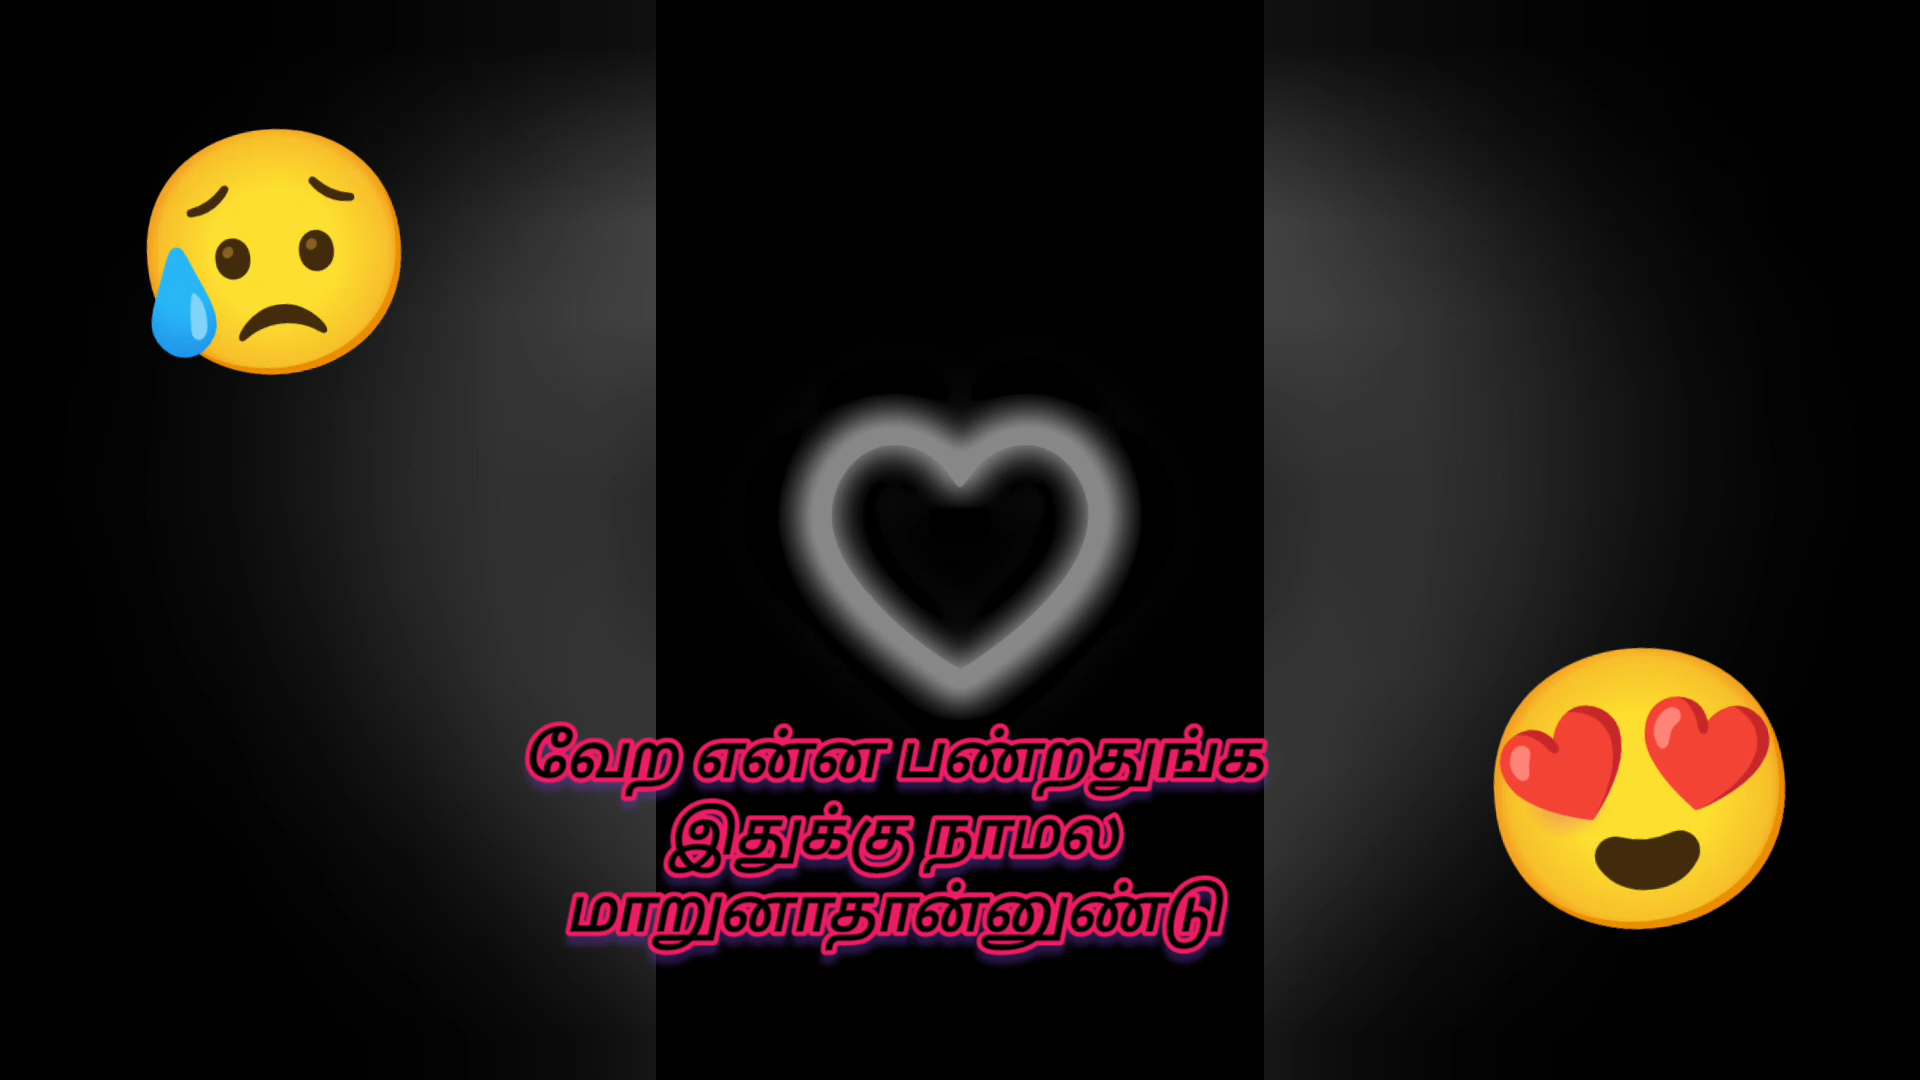 வேற என்ன பண்றதுங்க
இதுக்கு நாமல
மாறுனாதான்னுண்டு